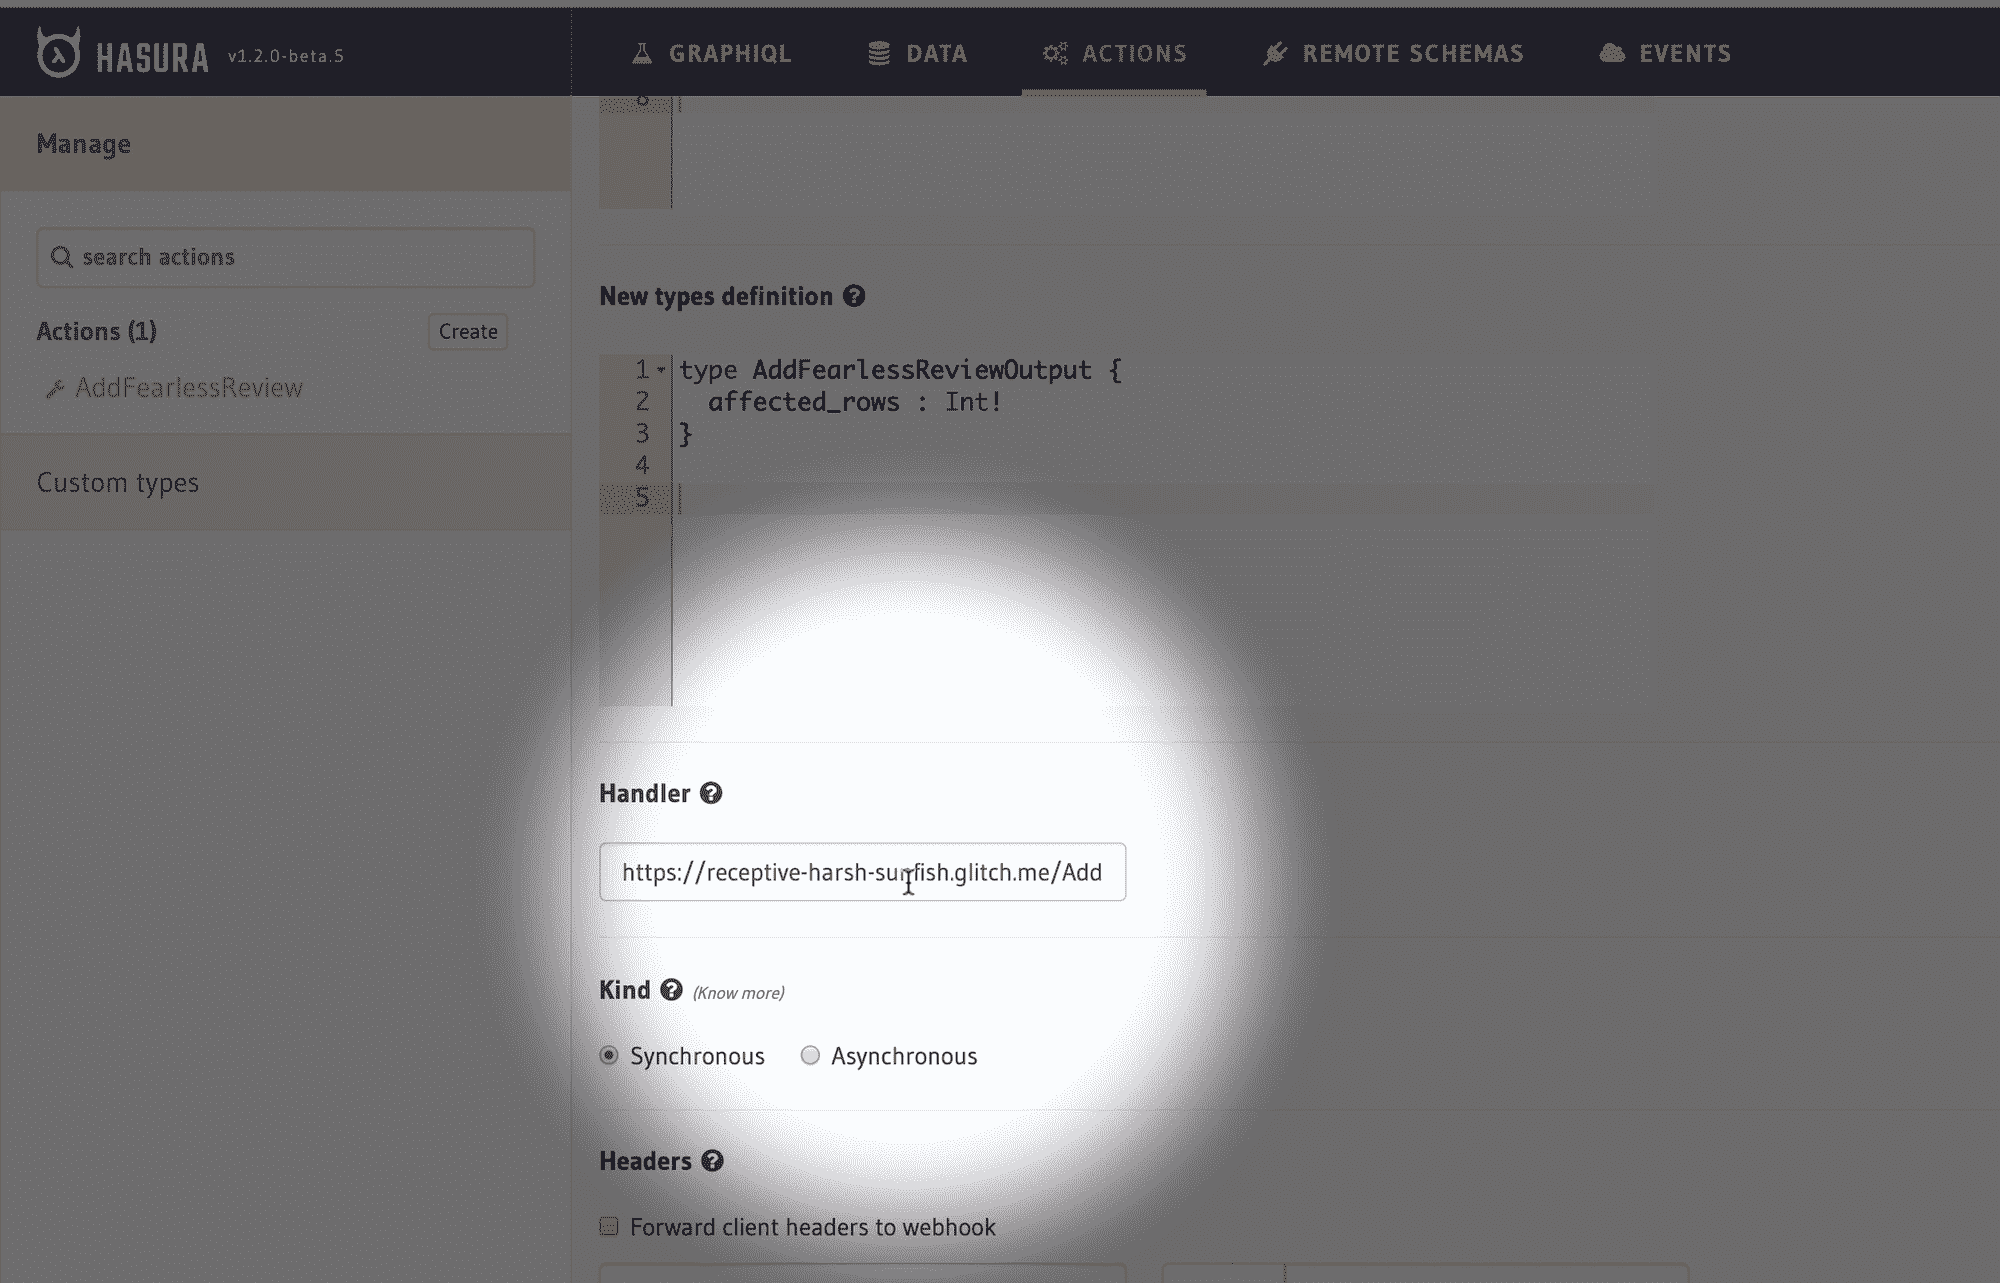 HASURA v1.2.0-beta.5 GRAPHIQL DATA ACTIONS REMOTE SCHEMAS EVENTS
Manage
search actions
Actions (1) Create
AddFearlessReview
Custom types
New types definition
1 type AddFearlessReviewOutput {
2 affected_rows : Int!
3 }
4
5
Handler
https://receptive-harsh-sunfish.glitch.me/Add
Kind (Know more)
Synchronous Asynchronous
Headers
Forward client headers to webhook